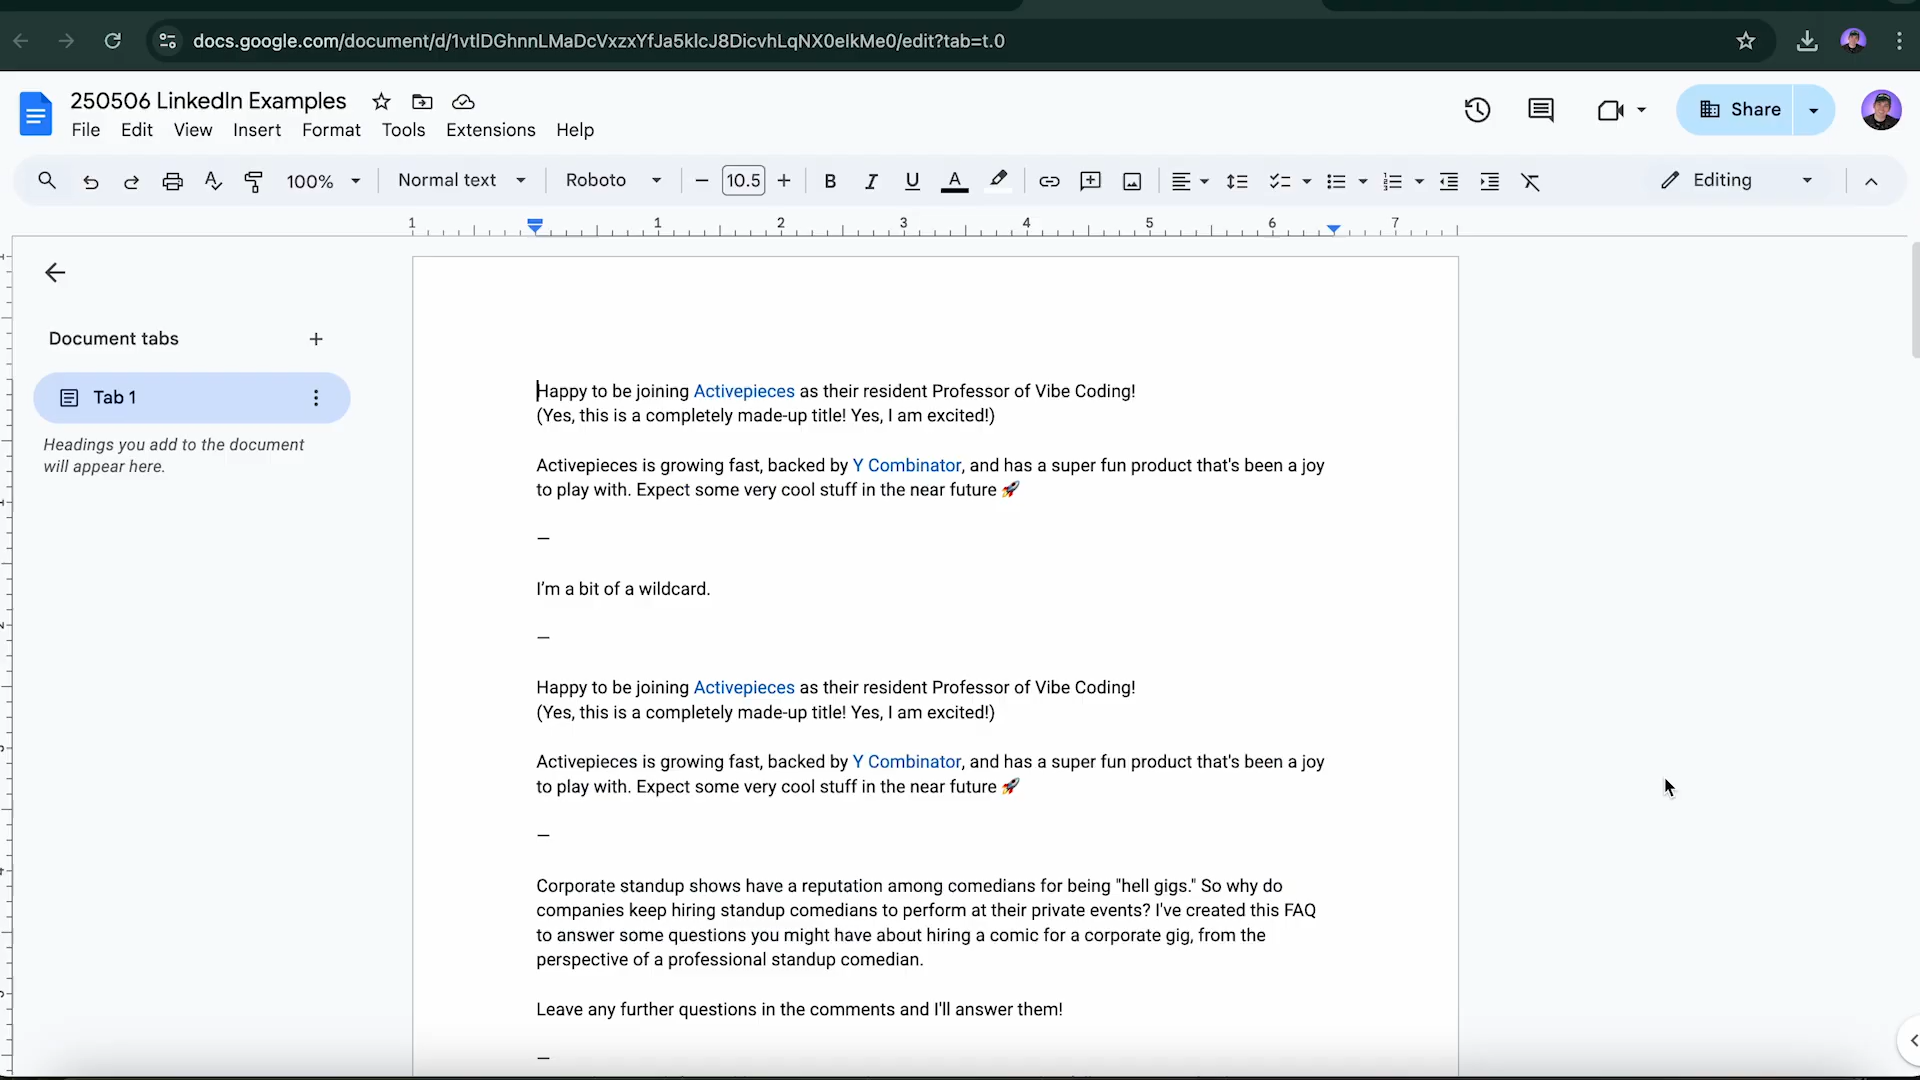 docs.google.com/document/d/1vtlDGhnnLMaDcVxzxYfJa5klcJ8DicvhLqNX0elkMe0/edit?tab=t.0
250506 LinkedIn Examples
File Edit View Insert Format Tools Extensions Help
Share
100% Normal text Roboto 10.5 Editing
1 1 2 3 4 5 6 7
Document tabs
Tab 1
Headings you add to the document
will appear here.
Happy to be joining Activepieces as their resident Professor of Vibe Coding!
(Yes, this is a completely made-up title! Yes, I am excited!)
Activepieces is growing fast, backed by Y Combinator, and has a super fun product that's been a joy
to play with. Expect some very cool stuff in the near future 🚀
—
I’m a bit of a wildcard.
—
Happy to be joining Activepieces as their resident Professor of Vibe Coding!
(Yes, this is a completely made-up title! Yes, I am excited!)
Activepieces is growing fast, backed by Y Combinator, and has a super fun product that's been a joy
to play with. Expect some very cool stuff in the near future 🚀
—
Corporate standup shows have a reputation among comedians for being "hell gigs." So why do
companies keep hiring standup comedians to perform at their private events? I've created this FAQ
to answer some questions you might have about hiring a comic for a corporate gig, from the
perspective of a professional standup comedian.
Leave any further questions in the comments and I'll answer them!
—